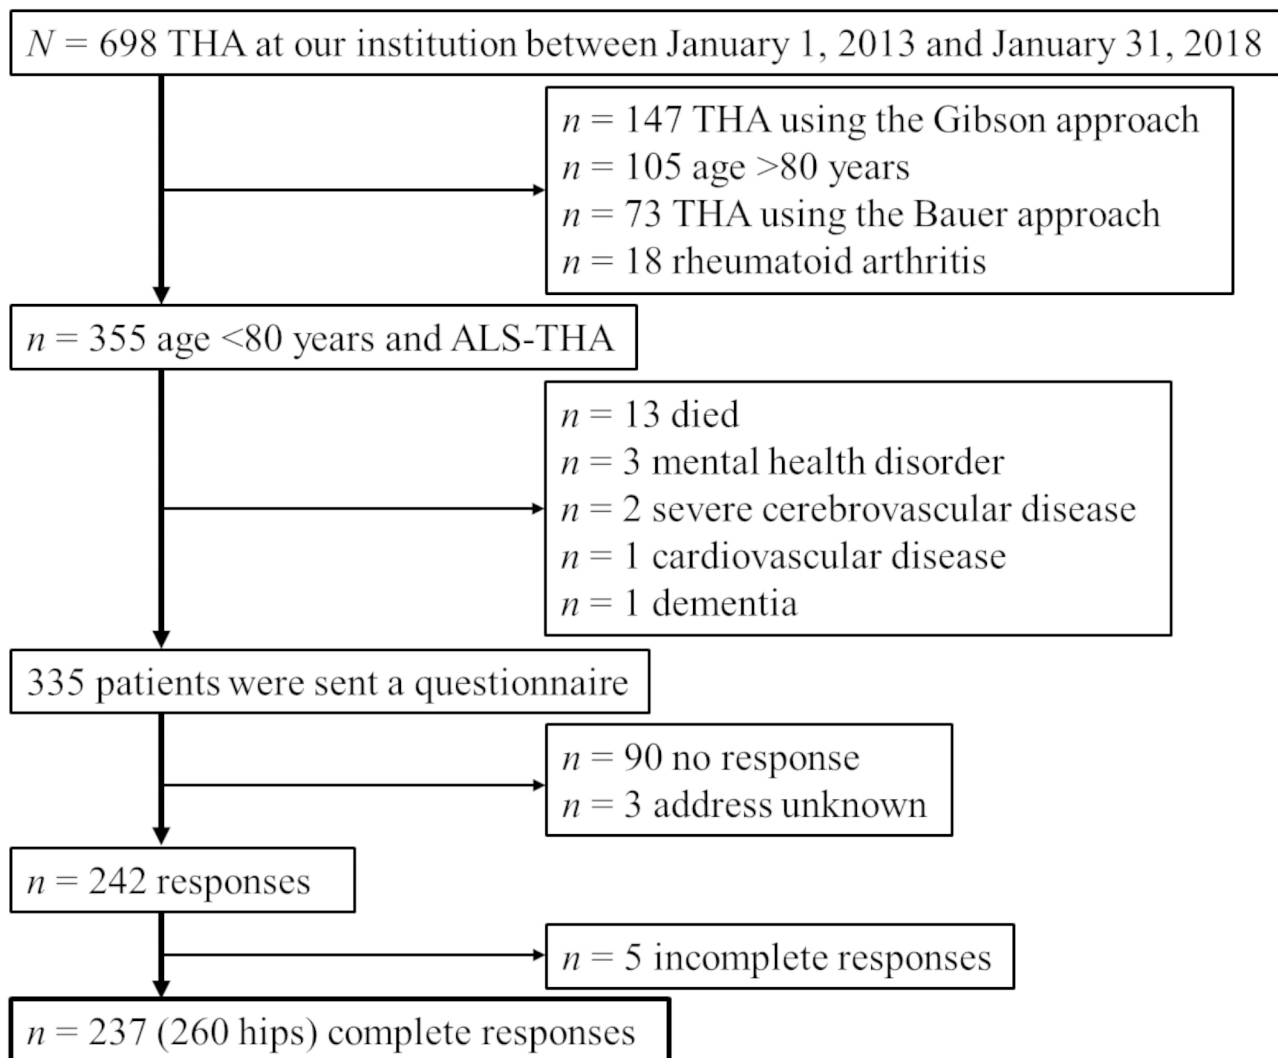 N = 698 THA at our institution between January 1, 2013 and January 31, 2018
n = 147 THA using the Gibson approach
n = 105 age >80 years
n = 73 THA using the Bauer approach
n = 18 rheumatoid arthritis
n = 355 age <80 years and ALS-THA
n = 13 died
n = 3 mental health disorder
n = 2 severe cerebrovascular disease
n = 1 cardiovascular disease
n = 1 dementia
335 patients were sent a questionnaire
n = 90 no response
n = 3 address unknown
n = 242 responses
n = 5 incomplete responses
n = 237 (260 hips) complete responses